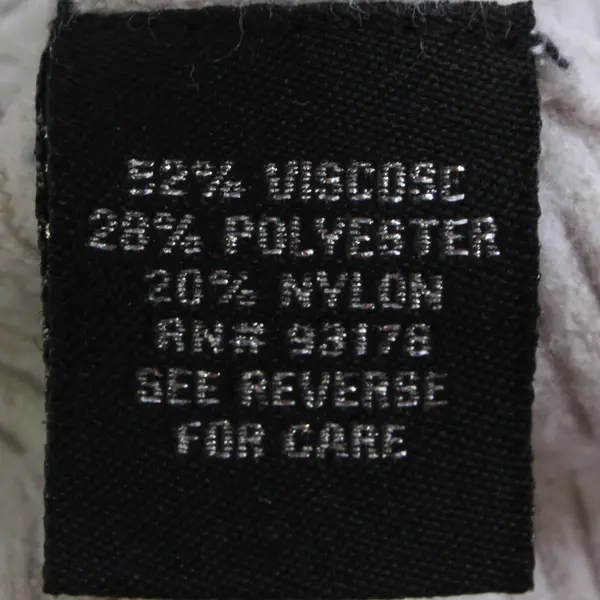 52% VISCOSE
28% POLYESTER
20% NYLON
RN# 93178
SEE REVERSE
FOR CARE